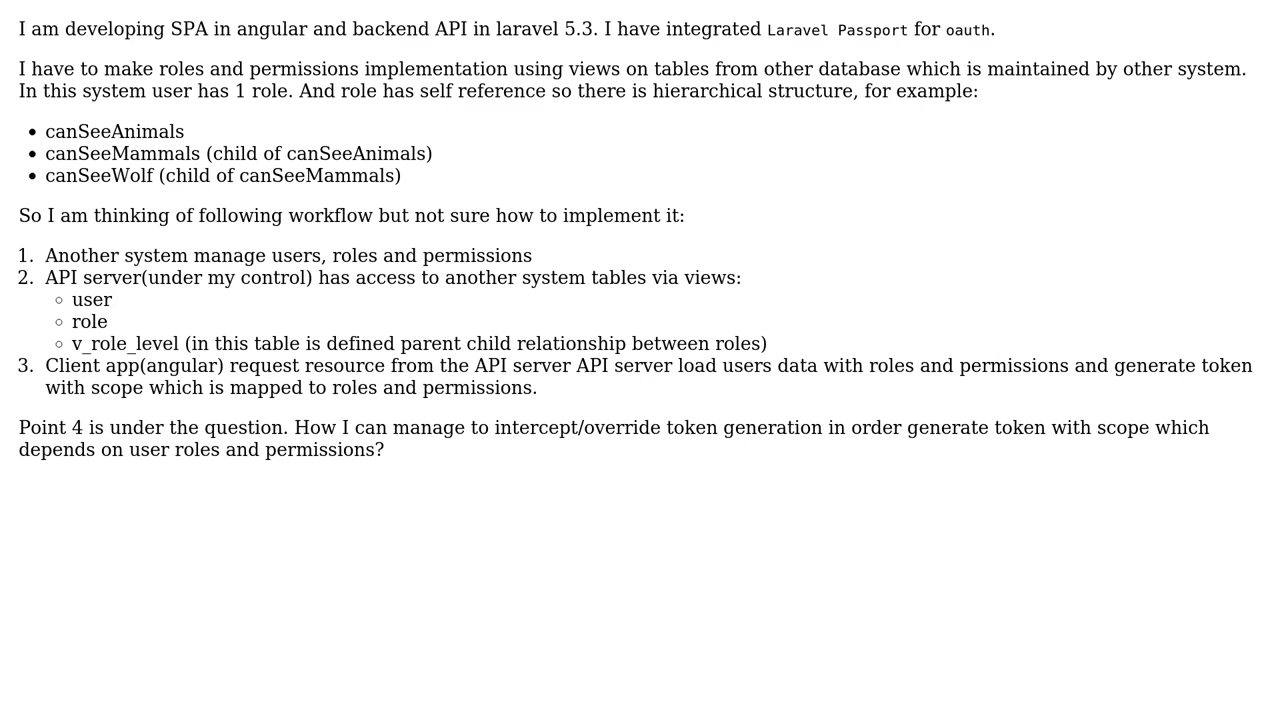 I am developing SPA in angular and backend API in laravel 5.3. I have integrated Laravel Passport for oauth.
I have to make roles and permissions implementation using views on tables from other database which is maintained by other system.
In this system user has 1 role. And role has self reference so there is hierarchical structure, for example:
• canSeeAnimals
• canSeeMammals (child of canSeeAnimals)
• canSeeWolf (child of canSeeMammals)
So I am thinking of following workflow but not sure how to implement it:
1. Another system manage users, roles and permissions
2. API server(under my control) has access to another system tables via views:
◦ user
◦ role
◦ v_role_level (in this table is defined parent child relationship between roles)
3. Client app(angular) request resource from the API server API server load users data with roles and permissions and generate token
with scope which is mapped to roles and permissions.
Point 4 is under the question. How I can manage to intercept/override token generation in order generate token with scope which
depends on user roles and permissions?